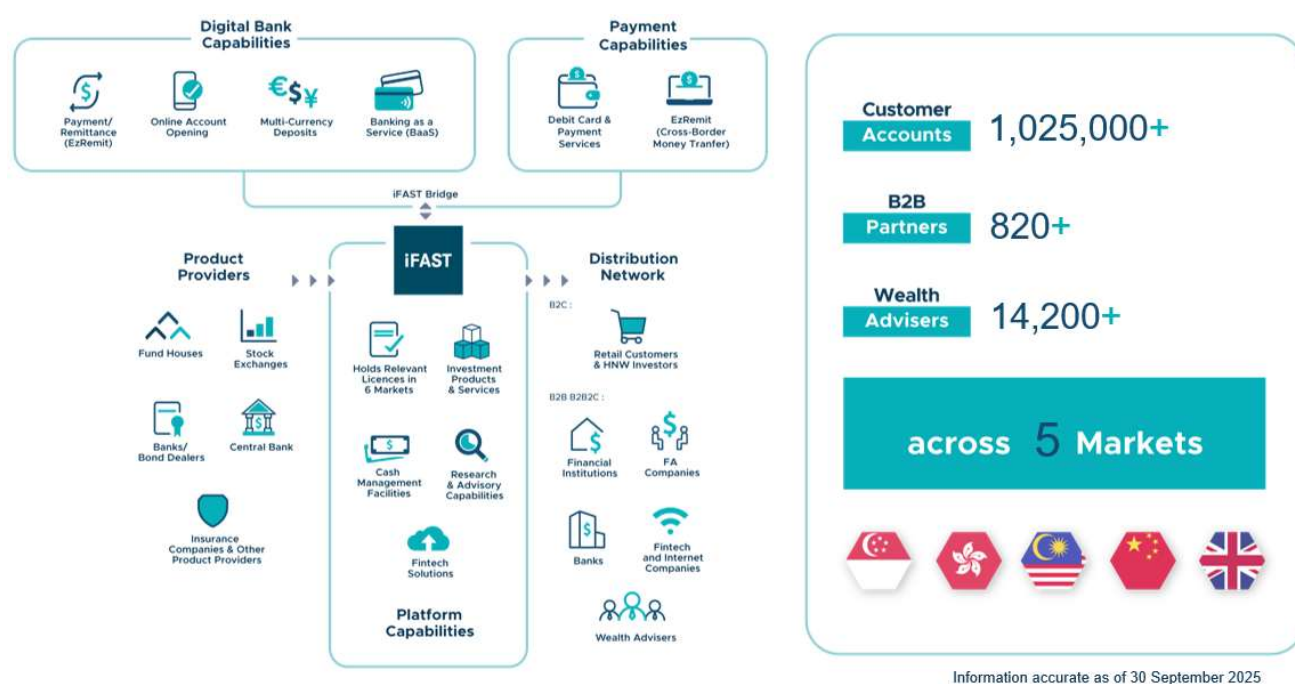 Digital Bank
Capabilities
Payment/
Remittance
(EzRemit)
Online Account
Opening
Multi-Currency
Deposits
Banking as a
Service (BaaS)
Payment
Capabilities
Debit Card &
Payment
Services
EzRemit
(Cross-Border
Money Tranfer)
iFAST Bridge
Product
Providers
Fund Houses
Stock
Exchanges
Banks/
Bond Dealers
Central Bank
Insurance
Companies & Other
Product Providers
iFAST
Holds Relevant
Licences in
6 Markets
Investment
Products
& Services
Cash
Management
Facilities
Research
& Advisory
Capabilities
Fintech
Solutions
Platform
Capabilities
Distribution
Network
B2C :
Retail Customers
& HNW Investors
B2B B2B2C :
Financial
Institutions
FA
Companies
Banks
Fintech
and Internet
Companies
Wealth Advisers
Customer
Accounts 1,025,000+
B2B
Partners 820+
Wealth
Advisers 14,200+
across 5 Markets
Information accurate as of 30 September 2025